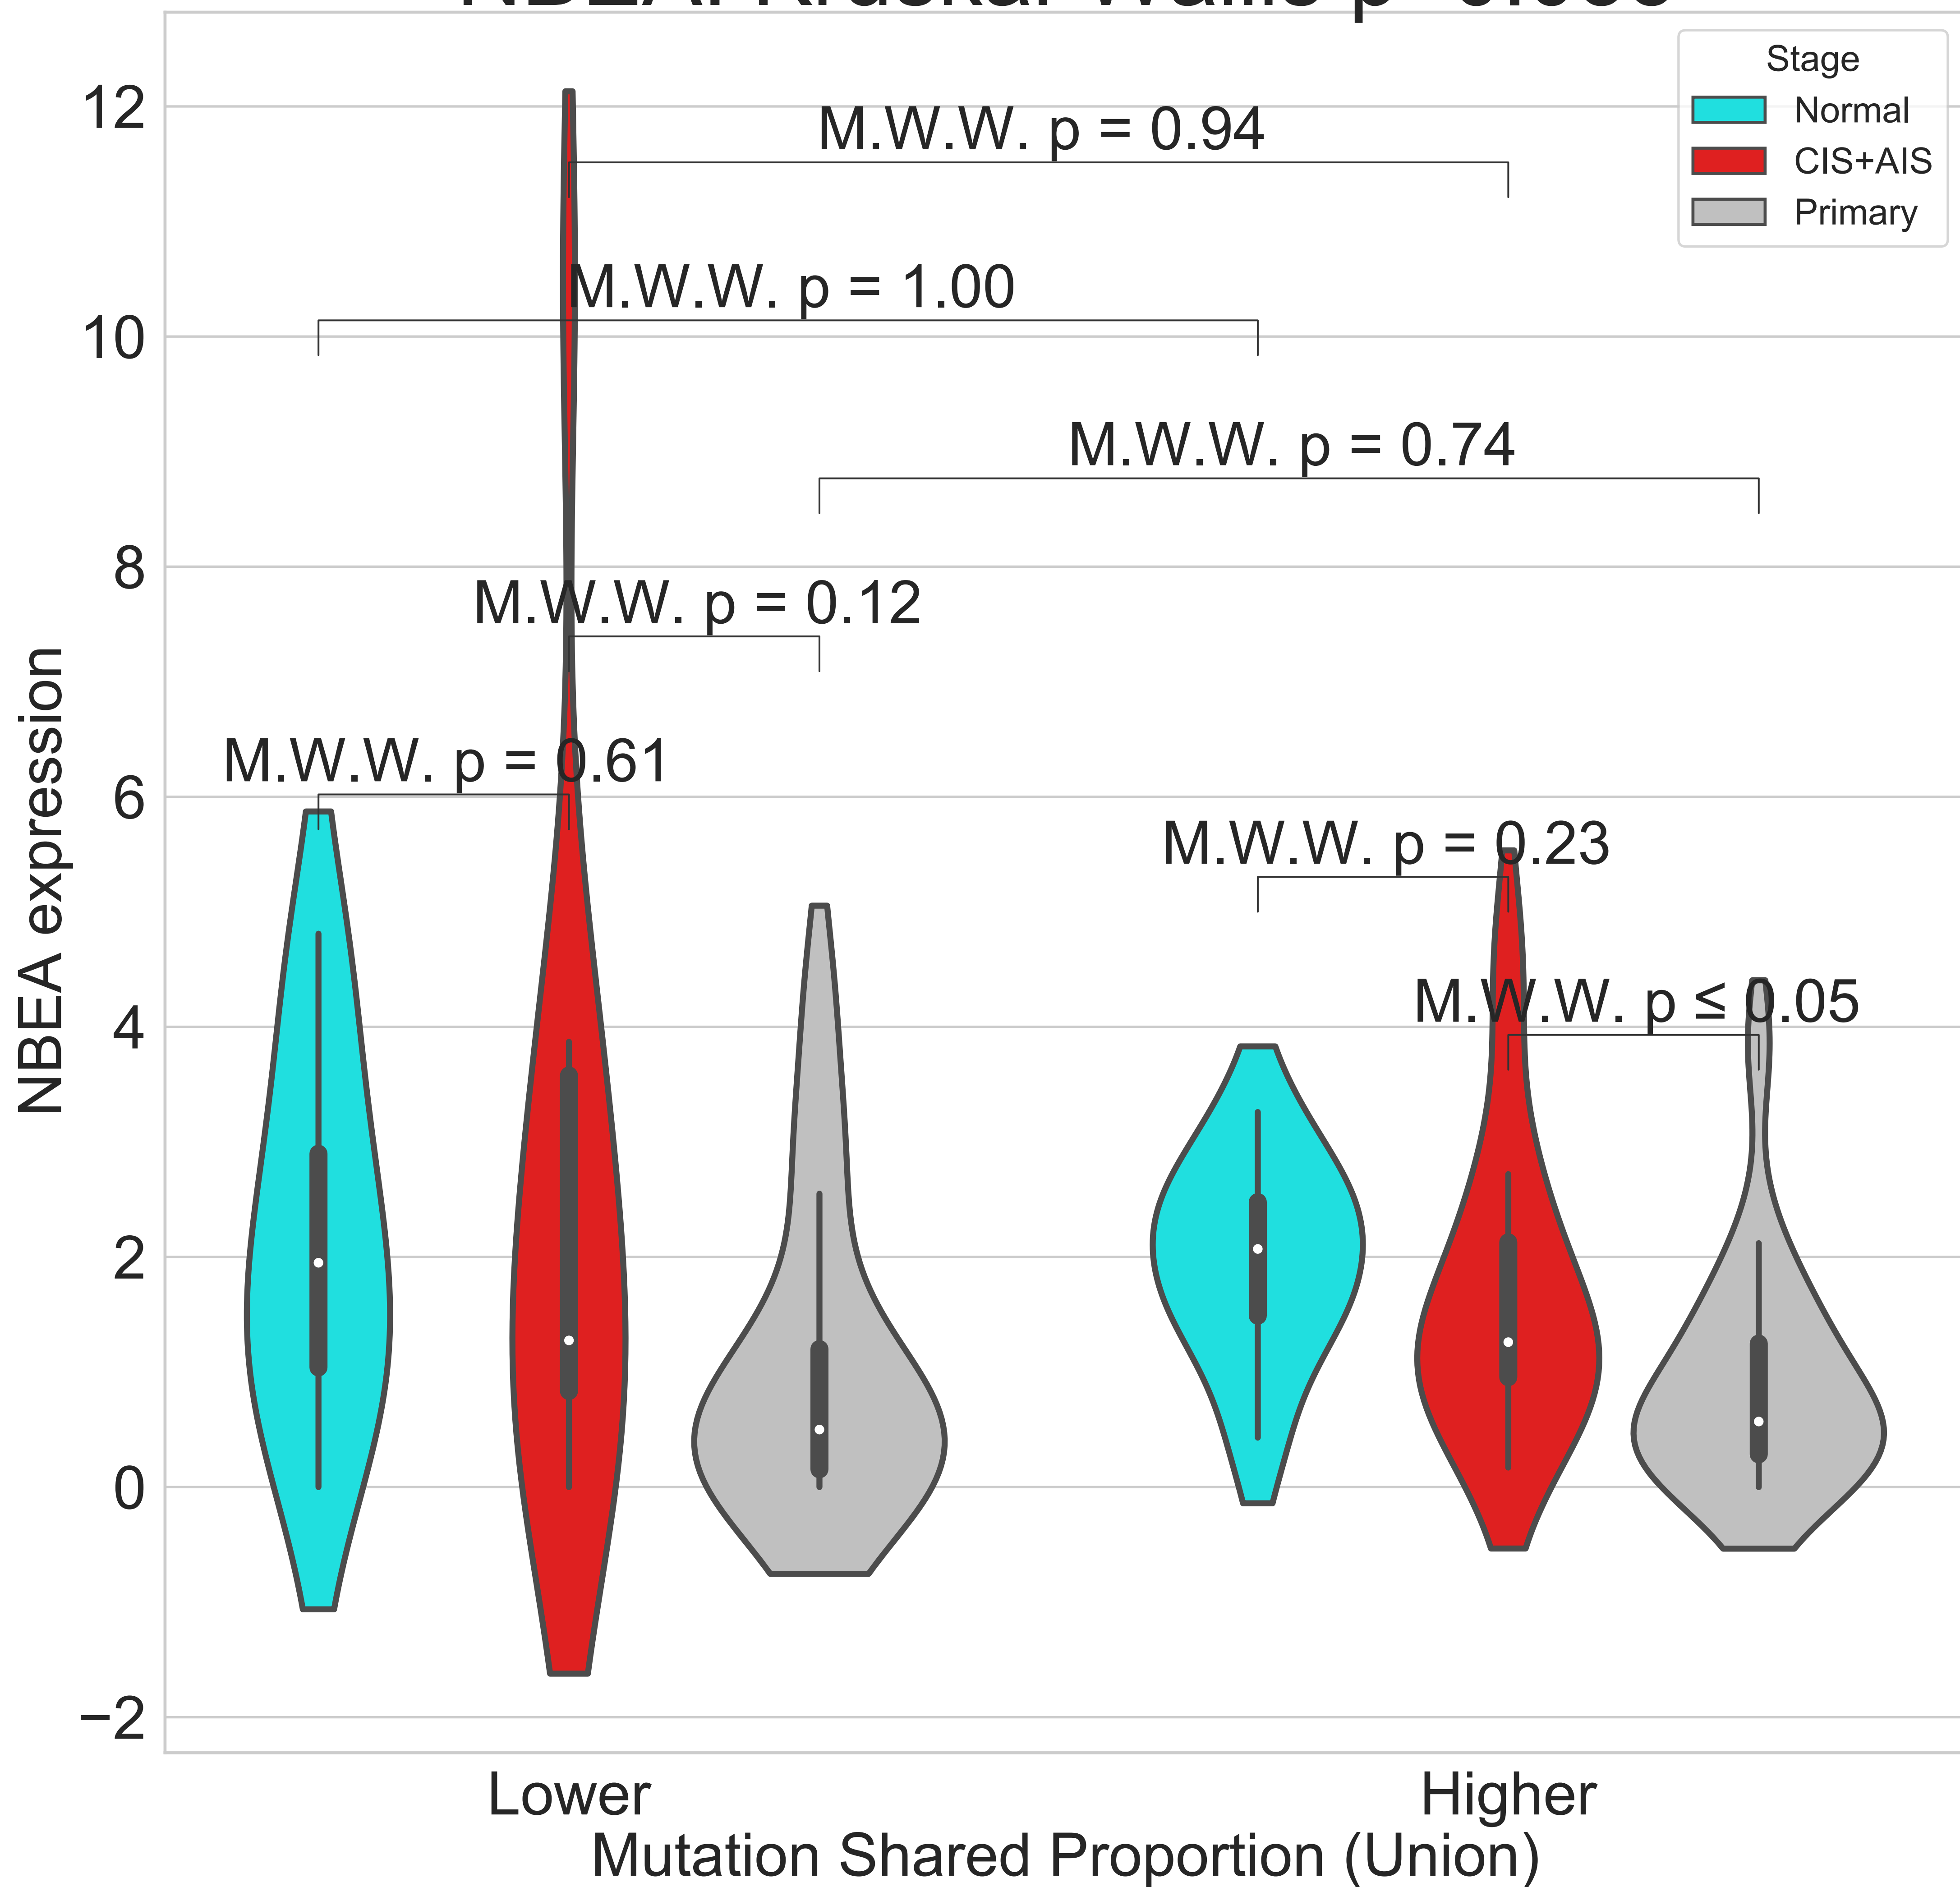 Stage
Normal
CIS+AIS
Primary
12
10
8
6
4
2
0
−2
NBEA expression
M.W.W. p = 0.94
M.W.W. p = 1.00
M.W.W. p = 0.74
M.W.W. p = 0.12
M.W.W. p = 0.61
M.W.W. p = 0.23
M.W.W. p ≤ 0.05
Lower
Higher
Mutation Shared Proportion (Union)